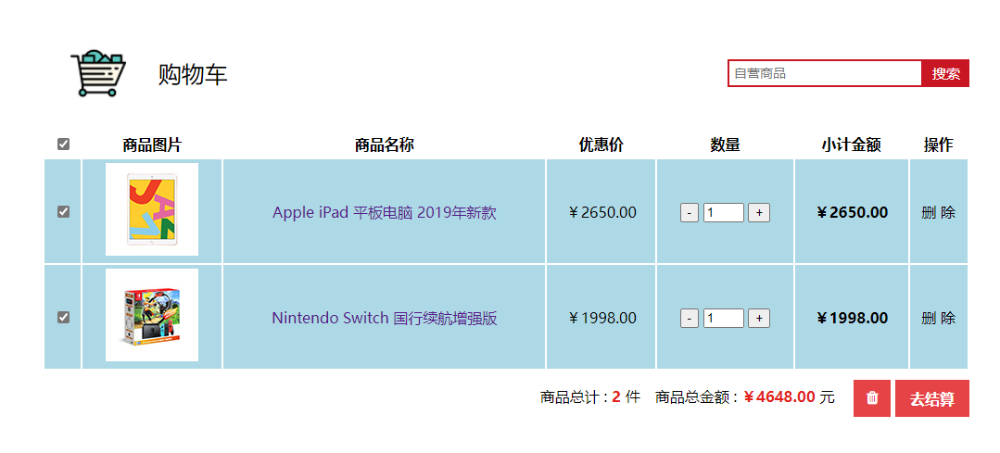 购物车
自营商品 搜索
商品图片 商品名称 优惠价 数量 小计金额 操作
Apple iPad 平板电脑 2019年新款 ￥2650.00 - 1 + ￥2650.00 删 除
Nintendo Switch 国行续航增强版 ￥1998.00 - 1 + ￥1998.00 删 除
商品总计 : 2 件 商品总金额 : ￥4648.00 元 去结算